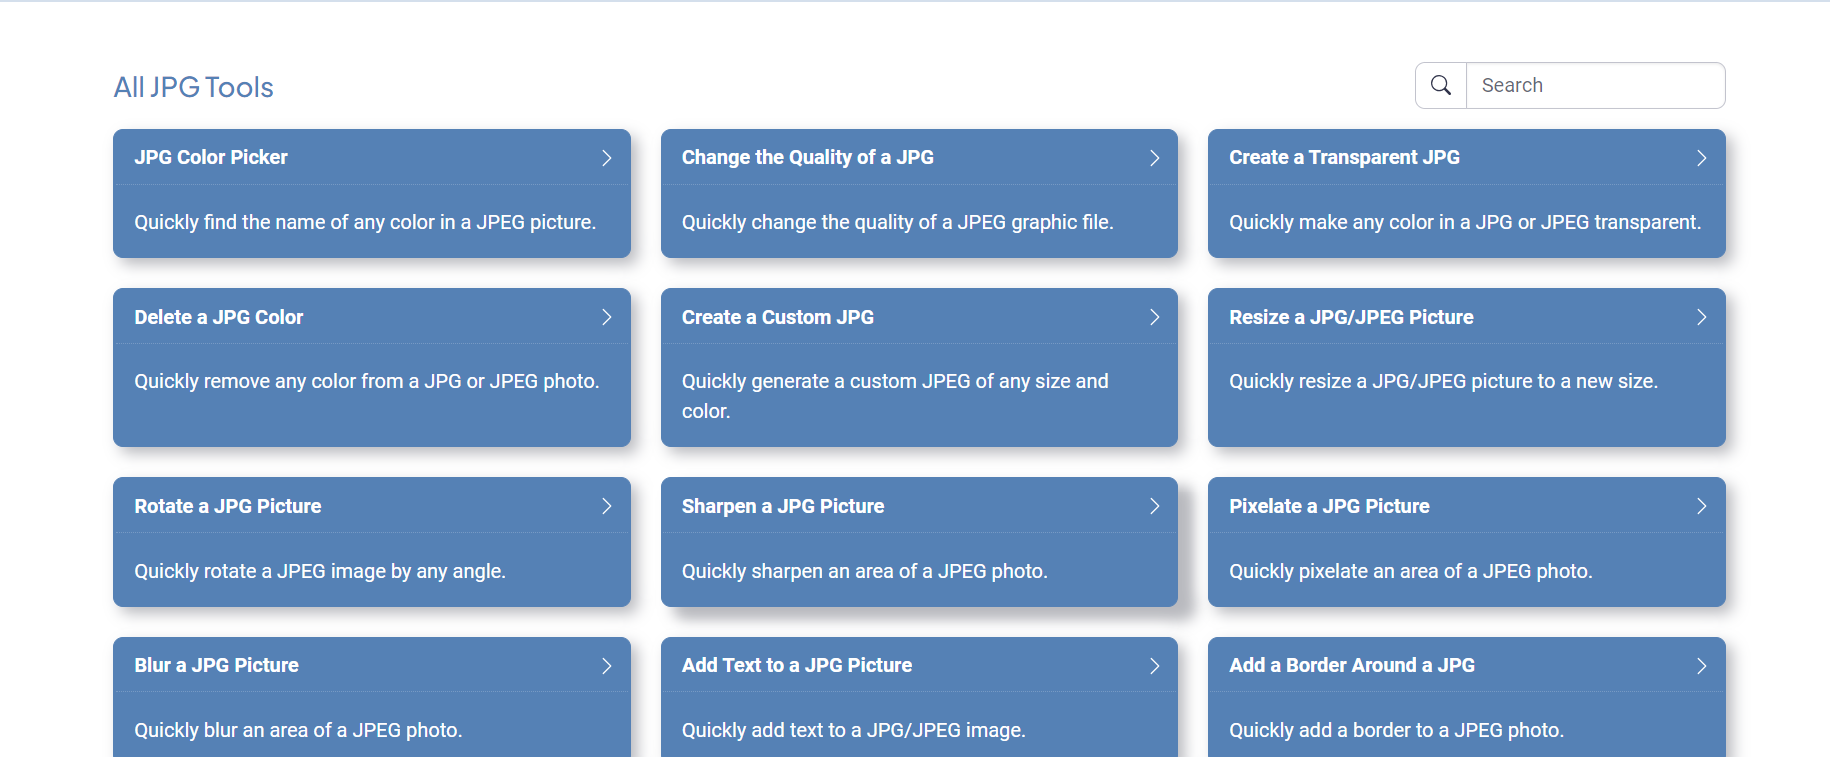 All JPG Tools
Search
JPG Color Picker
Quickly find the name of any color in a JPEG picture.
Change the Quality of a JPG
Quickly change the quality of a JPEG graphic file.
Create a Transparent JPG
Quickly make any color in a JPG or JPEG transparent.
Delete a JPG Color
Quickly remove any color from a JPG or JPEG photo.
Create a Custom JPG
Quickly generate a custom JPEG of any size and
color.
Resize a JPG/JPEG Picture
Quickly resize a JPG/JPEG picture to a new size.
Rotate a JPG Picture
Quickly rotate a JPEG image by any angle.
Sharpen a JPG Picture
Quickly sharpen an area of a JPEG photo.
Pixelate a JPG Picture
Quickly pixelate an area of a JPEG photo.
Blur a JPG Picture
Quickly blur an area of a JPEG photo.
Add Text to a JPG Picture
Quickly add text to a JPG/JPEG image.
Add a Border Around a JPG
Quickly add a border to a JPEG photo.